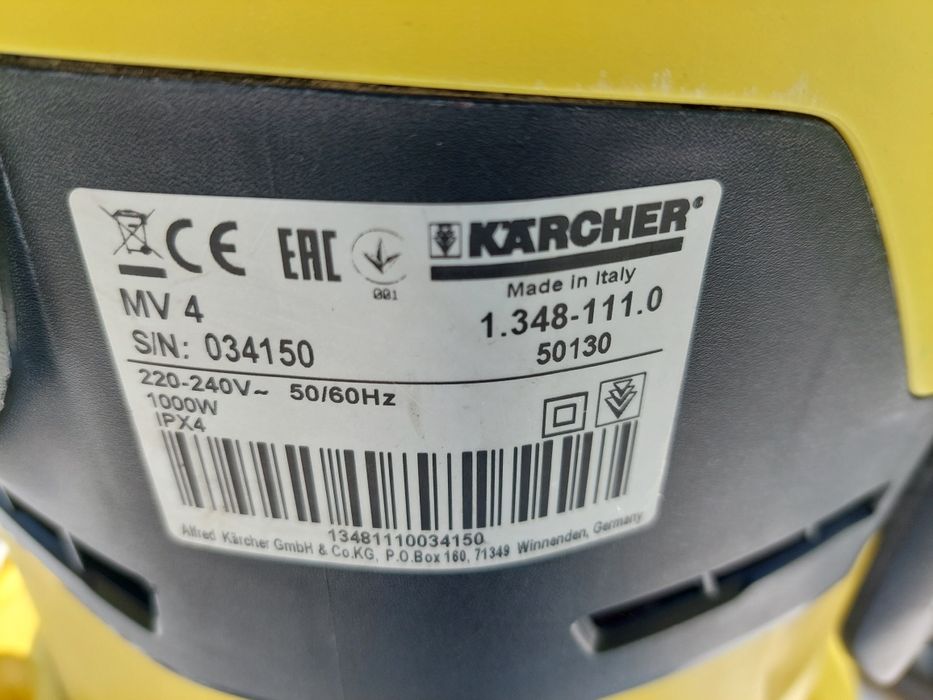 CE EAC
001
KÄRCHER®
Made in Italy
MV 4
1.348-111.0
S/N: 034150
50130
220-240V~ 50/60Hz
1000W
IPX4
13481110034150
Alfred Kärcher GmbH & Co.KG, P.O.Box 160, 71349 Winnenden, Germany